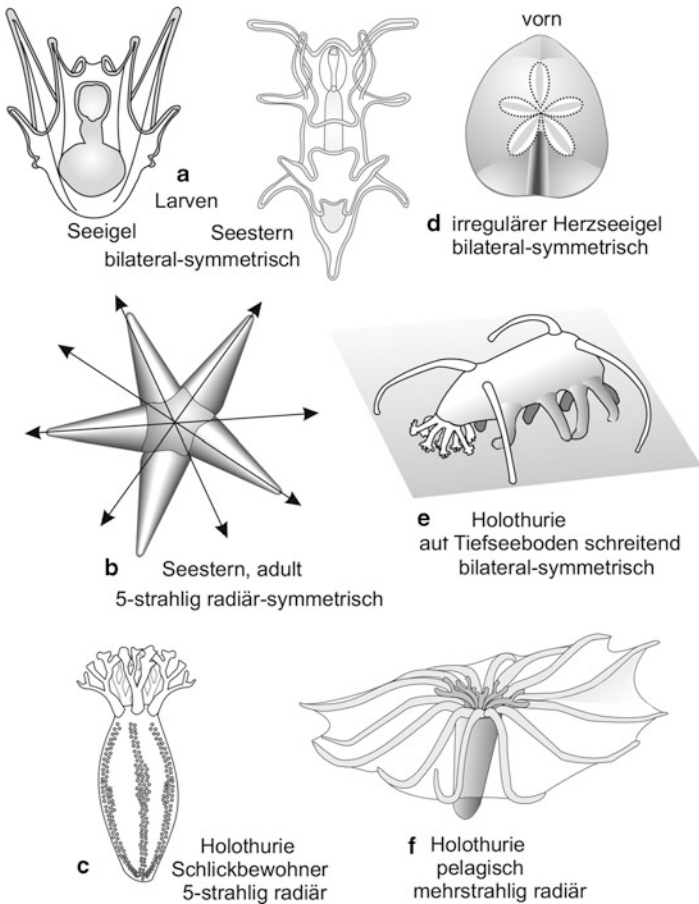 a
Larven
Seeigel
Seestern
bilateral-symmetrisch
vorn
d irregulärer Herzseeigel
bilateral-symmetrisch
b Seestern, adult
5-strahlig radiär-symmetrisch
e Holothurie
auf Tiefseeboden schreitend
bilateral-symmetrisch
c Holothurie
Schlickbewohner
5-strahlig radiär
f Holothurie
pelagisch
mehrstrahlig radiär